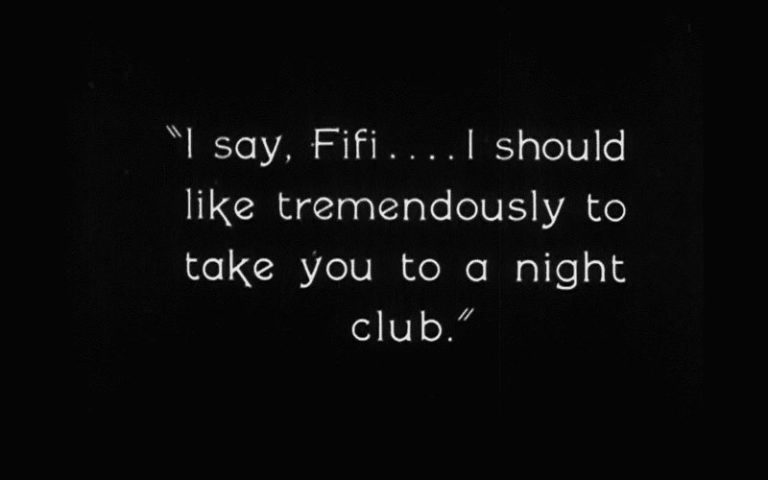 "I say, Fifi....I should
like tremendously to
take you to a night
club."